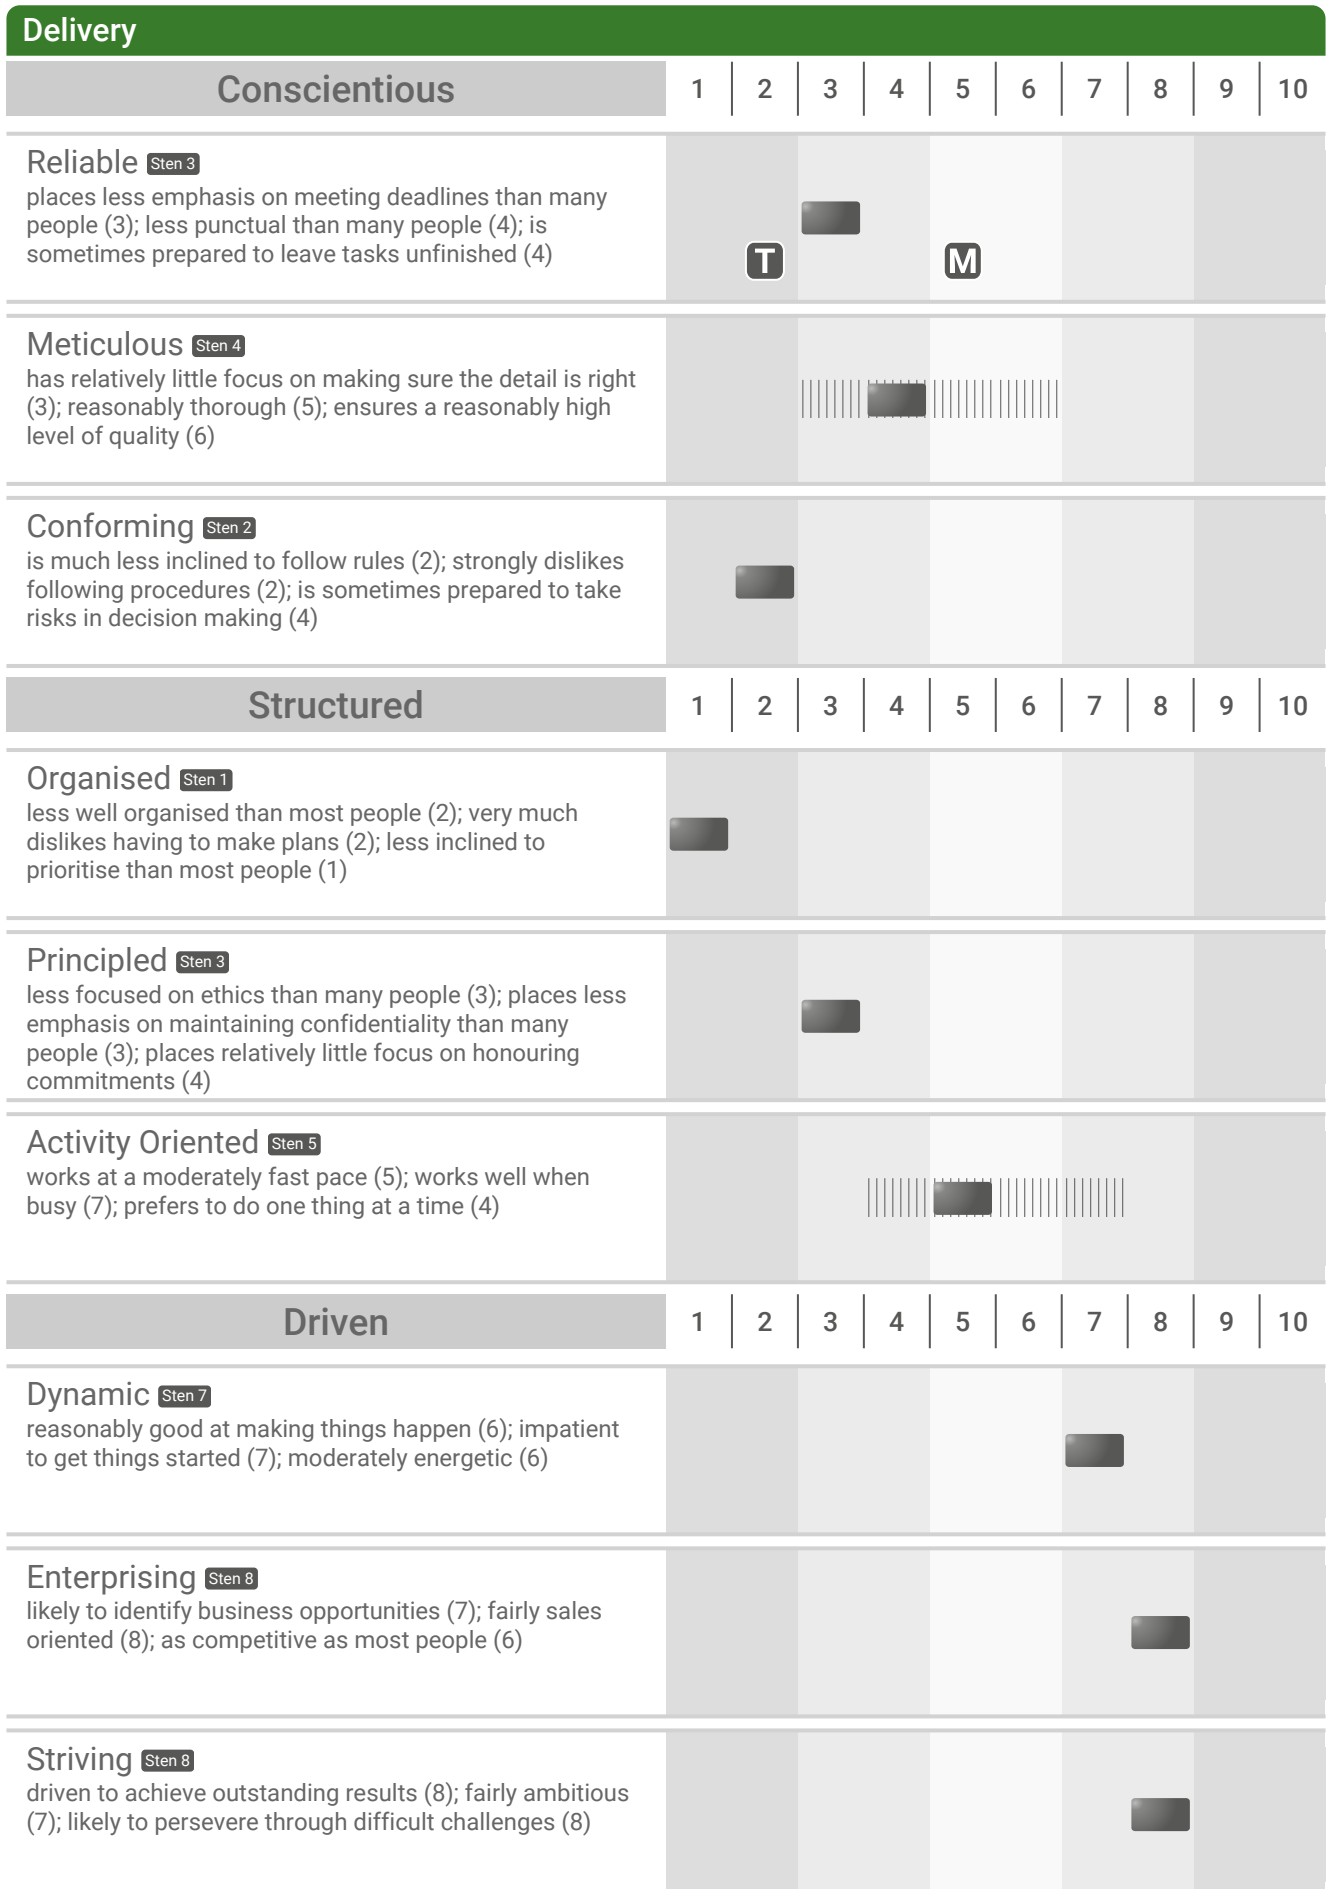 Delivery
Conscientious 1 2 3 4 5 6 7 8 9 10
Reliable Sten 3
places less emphasis on meeting deadlines than many
people (3); less punctual than many people (4); is
sometimes prepared to leave tasks unfinished (4)
T M
Meticulous Sten 4
has relatively little focus on making sure the detail is right
(3); reasonably thorough (5); ensures a reasonably high
level of quality (6)
Conforming Sten 2
is much less inclined to follow rules (2); strongly dislikes
following procedures (2); is sometimes prepared to take
risks in decision making (4)
Structured 1 2 3 4 5 6 7 8 9 10
Organised Sten 1
less well organised than most people (2); very much
dislikes having to make plans (2); less inclined to
prioritise than most people (1)
Principled Sten 3
less focused on ethics than many people (3); places less
emphasis on maintaining confidentiality than many
people (3); places relatively little focus on honouring
commitments (4)
Activity Oriented Sten 5
works at a moderately fast pace (5); works well when
busy (7); prefers to do one thing at a time (4)
Driven 1 2 3 4 5 6 7 8 9 10
Dynamic Sten 7
reasonably good at making things happen (6); impatient
to get things started (7); moderately energetic (6)
Enterprising Sten 8
likely to identify business opportunities (7); fairly sales
oriented (8); as competitive as most people (6)
Striving Sten 8
driven to achieve outstanding results (8); fairly ambitious
(7); likely to persevere through difficult challenges (8)